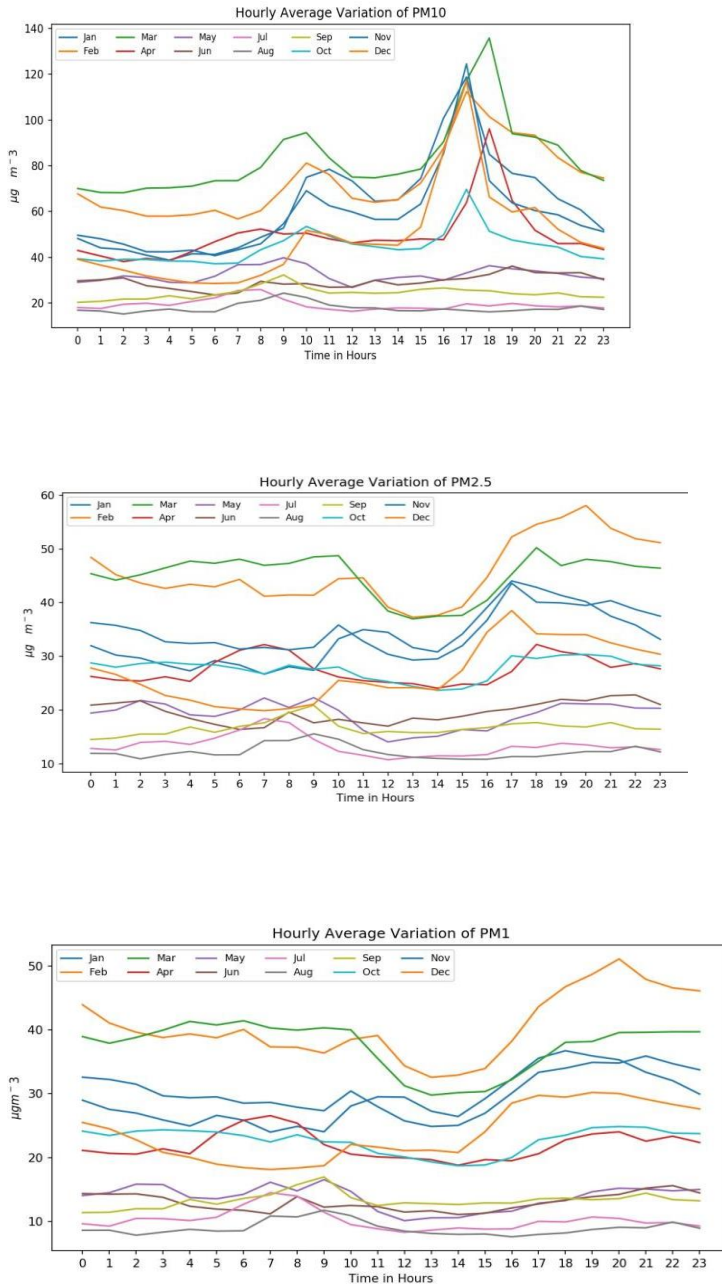 Hourly Average Variation of PM10
Jan Mar May Jul Sep Nov
Feb Apr Jun Aug Oct Dec
140
120
100
80
60
40
20
µg m^-3
0 1 2 3 4 5 6 7 8 9 10 11 12 13 14 15 16 17 18 19 20 21 22 23
Time in Hours
Hourly Average Variation of PM2.5
Jan Mar May Jul Sep Nov
Feb Apr Jun Aug Oct Dec
60
50
40
30
20
10
µg m^-3
0 1 2 3 4 5 6 7 8 9 10 11 12 13 14 15 16 17 18 19 20 21 22 23
Time in Hours
Hourly Average Variation of PM1
Jan Mar May Jul Sep Nov
Feb Apr Jun Aug Oct Dec
50
40
30
20
10
µgm^-3
0 1 2 3 4 5 6 7 8 9 10 11 12 13 14 15 16 17 18 19 20 21 22 23
Time in Hours